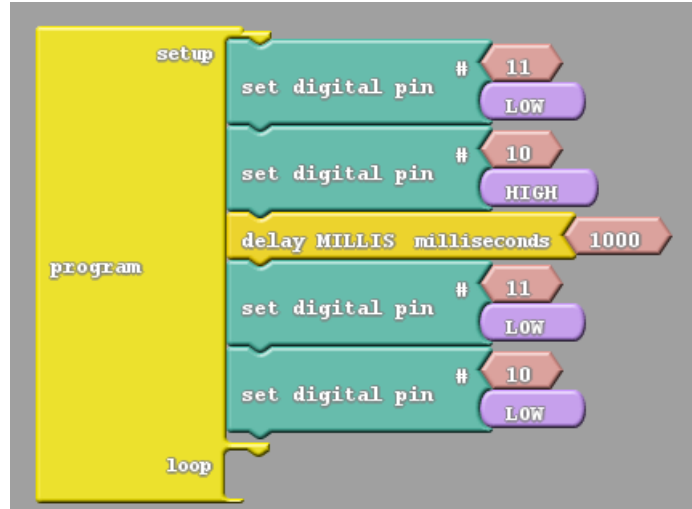 setup
set digital pin # 11
LOW
set digital pin # 10
HIGH
delay MILLIS milliseconds 1000
program
set digital pin # 11
LOW
set digital pin # 10
LOW
loop